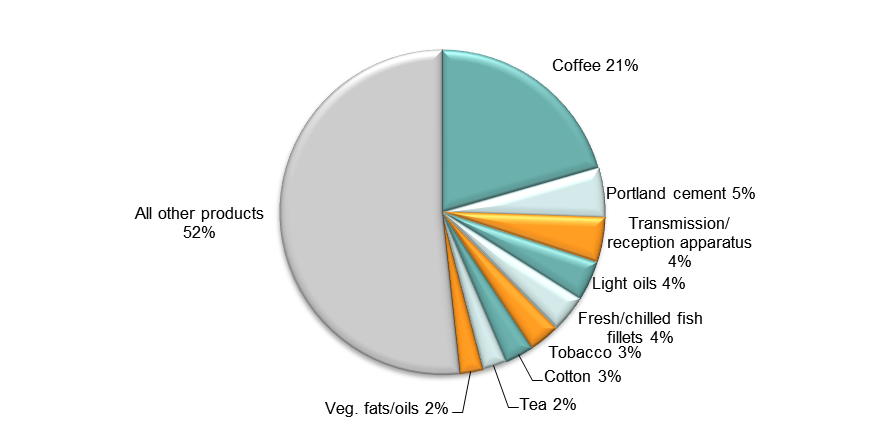 Coffee 21%
Portland cement 5%
Transmission/
reception apparatus
4%
Light oils 4%
Fresh/chilled fish
fillets 4%
Tobacco 3%
Cotton 3%
Tea 2%
Veg. fats/oils 2%
All other products
52%